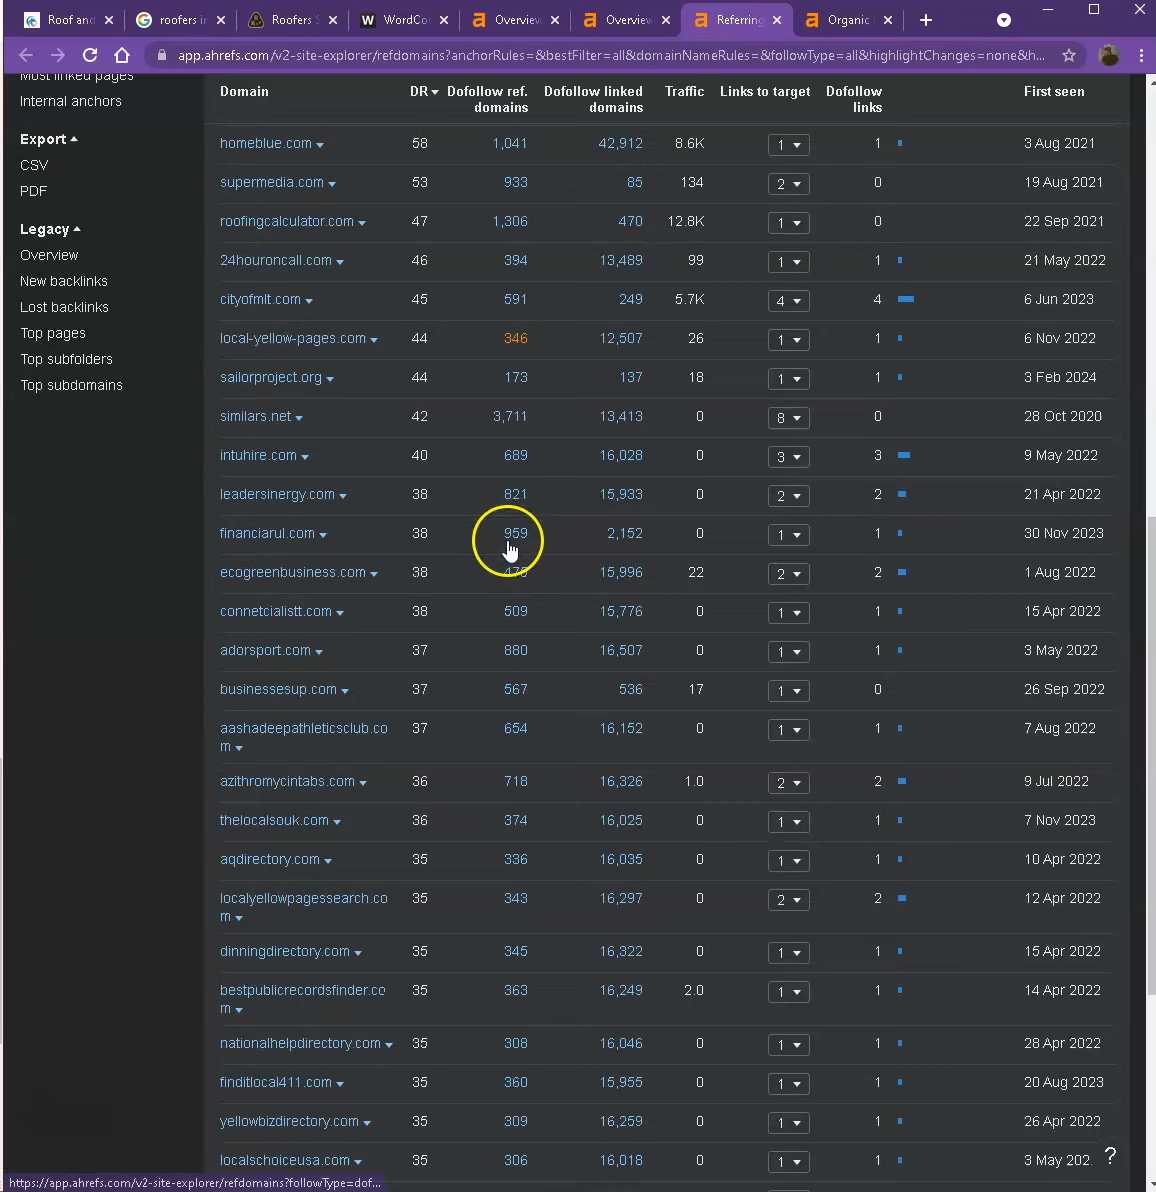 Roof and
roofers in
Roofers S
WordCo
Overview
Overview
Referring
Organic
app.ahrefs.com/v2-site-explorer/refdomains?anchorRules=&bestFilter=all&domainNameRules=&followType=all&highlightChanges=none&h...
Most linked pages
Internal anchors
Export
CSV
PDF
Legacy
Overview
New backlinks
Lost backlinks
Top pages
Top subfolders
Top subdomains
Domain DR Dofollow ref. domains Dofollow linked domains Traffic Links to target Dofollow links First seen
homeblue.com 58 1,041 42,912 8.6K 1 1 3 Aug 2021
supermedia.com 53 933 85 134 2 0 19 Aug 2021
roofingcalculator.com 47 1,306 470 12.8K 1 0 22 Sep 2021
24houroncall.com 46 394 13,489 99 1 1 21 May 2022
cityofmlt.com 45 591 249 5.7K 4 4 6 Jun 2023
local-yellow-pages.com 44 346 12,507 26 1 1 6 Nov 2022
sailorproject.org 44 173 137 18 1 1 3 Feb 2024
similars.net 42 3,711 13,413 0 8 0 28 Oct 2020
intuhire.com 40 689 16,028 0 3 3 9 May 2022
leadersinergy.com 38 821 15,933 0 2 2 21 Apr 2022
financiarul.com 38 959 2,152 0 1 1 30 Nov 2023
ecogreenbusiness.com 38 475 15,996 22 2 2 1 Aug 2022
connetcialistt.com 38 509 15,776 0 1 1 15 Apr 2022
adorsport.com 37 880 16,507 0 1 1 3 May 2022
businessesup.com 37 567 536 17 1 0 26 Sep 2022
aashadeepathleticsclub.co
m 37 654 16,152 0 1 1 7 Aug 2022
azithromycintabs.com 36 718 16,326 1.0 2 2 9 Jul 2022
thelocalsouk.com 36 374 16,025 0 1 1 7 Nov 2023
aqdirectory.com 35 336 16,035 0 1 1 10 Apr 2022
localyellowpagessearch.co
m 35 343 16,297 0 2 2 12 Apr 2022
dinningdirectory.com 35 345 16,322 0 1 1 15 Apr 2022
bestpublicrecordsfinder.co
m 35 363 16,249 2.0 1 1 14 Apr 2022
nationalhelpdirectory.com 35 308 16,046 0 1 1 28 Apr 2022
finditlocal411.com 35 360 15,955 0 1 1 20 Aug 2023
yellowbizdirectory.com 35 309 16,259 0 1 1 26 Apr 2022
localschoiceusa.com 35 306 16,018 0 1 1 3 May 202
?
https://app.ahrefs.com/v2-site-explorer/refdomains?followType=dof...